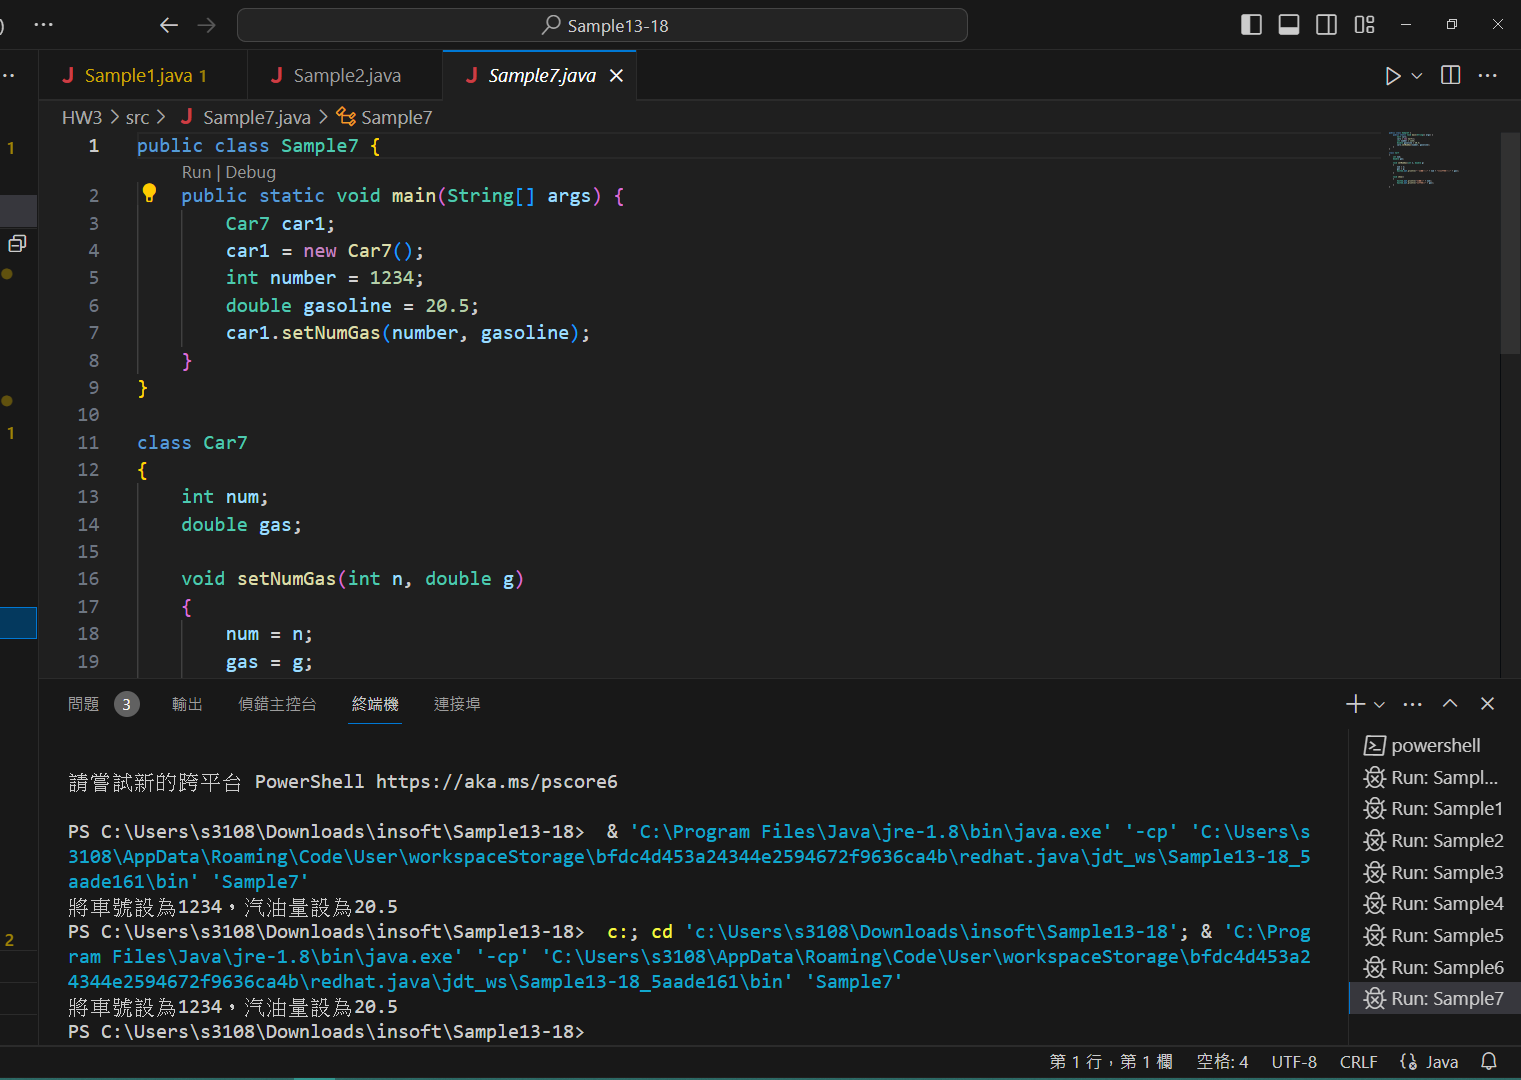 Sample13-18
Sample1.java 1
Sample2.java
Sample7.java
HW3 > src > Sample7.java > Sample7
1 public class Sample7 {
Run | Debug
2 public static void main(String[] args) {
3 Car7 car1;
4 car1 = new Car7();
5 int number = 1234;
6 double gasoline = 20.5;
7 car1.setNumGas(number, gasoline);
8 }
9 }
10
11 class Car7
12 {
13 int num;
14 double gas;
15
16 void setNumGas(int n, double g)
17 {
18 num = n;
19 gas = g;
1
1
2
問題 3 輸出 偵錯主控台 終端機 連接埠
請嘗試新的跨平台 PowerShell https://aka.ms/pscore6
PS C:\Users\s3108\Downloads\insoft\Sample13-18> & 'C:\Program Files\Java\jre-1.8\bin\java.exe' '-cp' 'C:\Users\s
3108\AppData\Roaming\Code\User\workspaceStorage\bfdc4d453a24344e2594672f9636ca4b\redhat.java\jdt_ws\Sample13-18_5
aade161\bin' 'Sample7'
將車號設為1234，汽油量設為20.5
PS C:\Users\s3108\Downloads\insoft\Sample13-18> c:; cd 'c:\Users\s3108\Downloads\insoft\Sample13-18'; & 'C:\Prog
ram Files\Java\jre-1.8\bin\java.exe' '-cp' 'C:\Users\s3108\AppData\Roaming\Code\User\workspaceStorage\bfdc4d453a2
4344e2594672f9636ca4b\redhat.java\jdt_ws\Sample13-18_5aade161\bin' 'Sample7'
將車號設為1234，汽油量設為20.5
PS C:\Users\s3108\Downloads\insoft\Sample13-18>
powershell
Run: Sampl...
Run: Sample1
Run: Sample2
Run: Sample3
Run: Sample4
Run: Sample5
Run: Sample6
Run: Sample7
第 1 行，第 1 欄 空格: 4 UTF-8 CRLF Java